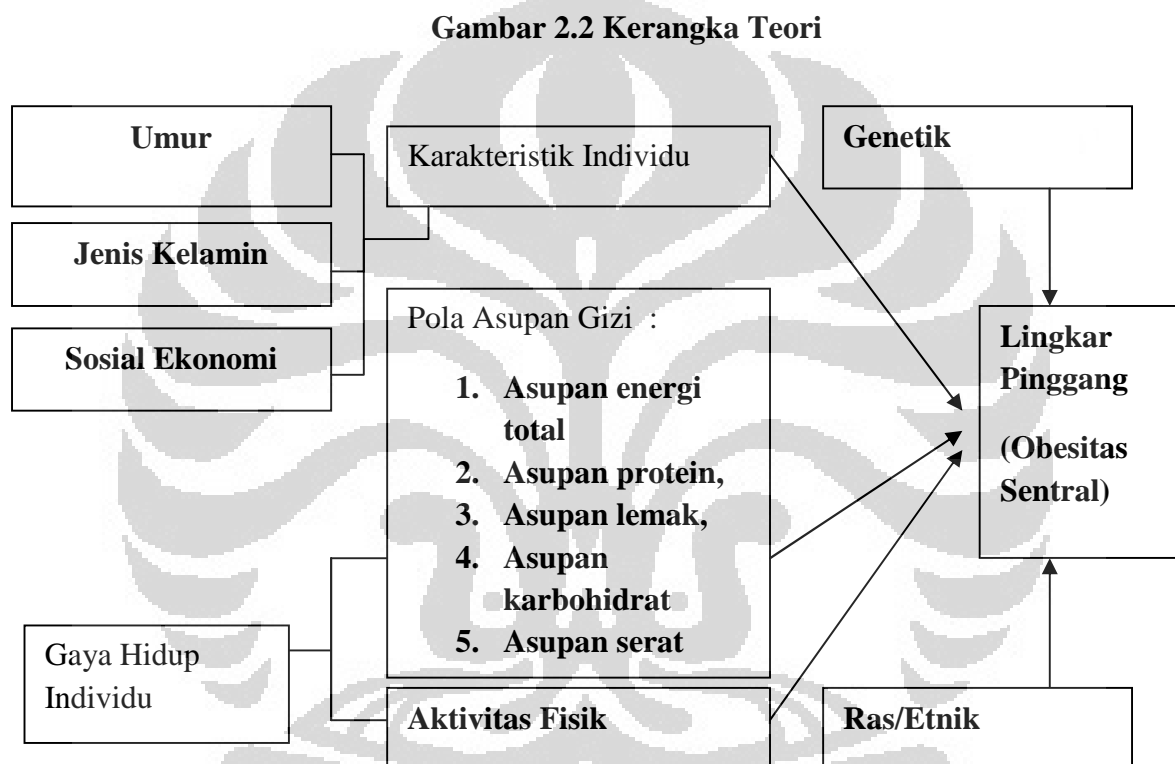 Gambar 2.2 Kerangka Teori
Umur
Jenis Kelamin
Sosial Ekonomi
Gaya Hidup
Individu
Karakteristik Individu
Pola Asupan Gizi :
1. Asupan energi
total
2. Asupan protein,
3. Asupan lemak,
4. Asupan
karbohidrat
5. Asupan serat
Aktivitas Fisik
Genetik
Lingkar
Pinggang
(Obesitas
Sentral)
Ras/Etnik